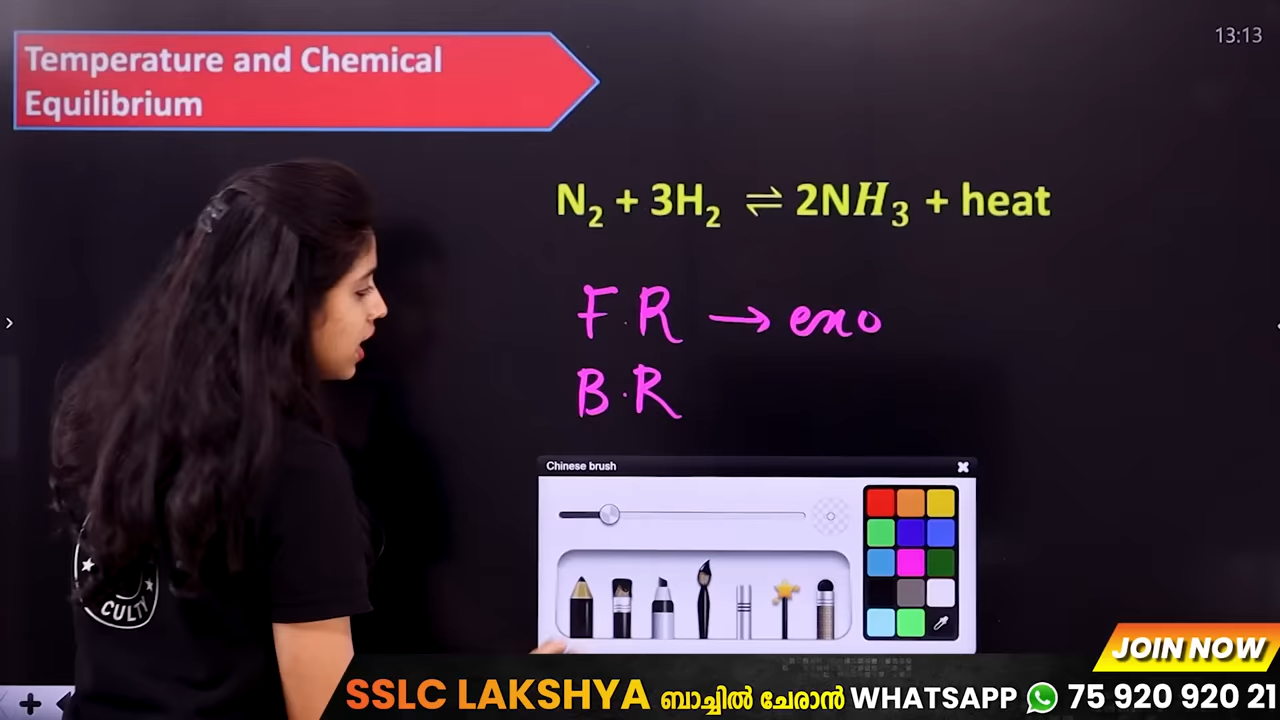 Temperature and Chemical
Equilibrium
13:13
N₂ + 3H₂ ⇌ 2NH₃ + heat
F.R → exo
B.R
Chinese brush
CULTY
JOIN NOW
SSLC LAKSHYA ബാച്ചിൽ ചേരാൻ WHATSAPP 75 920 920 21